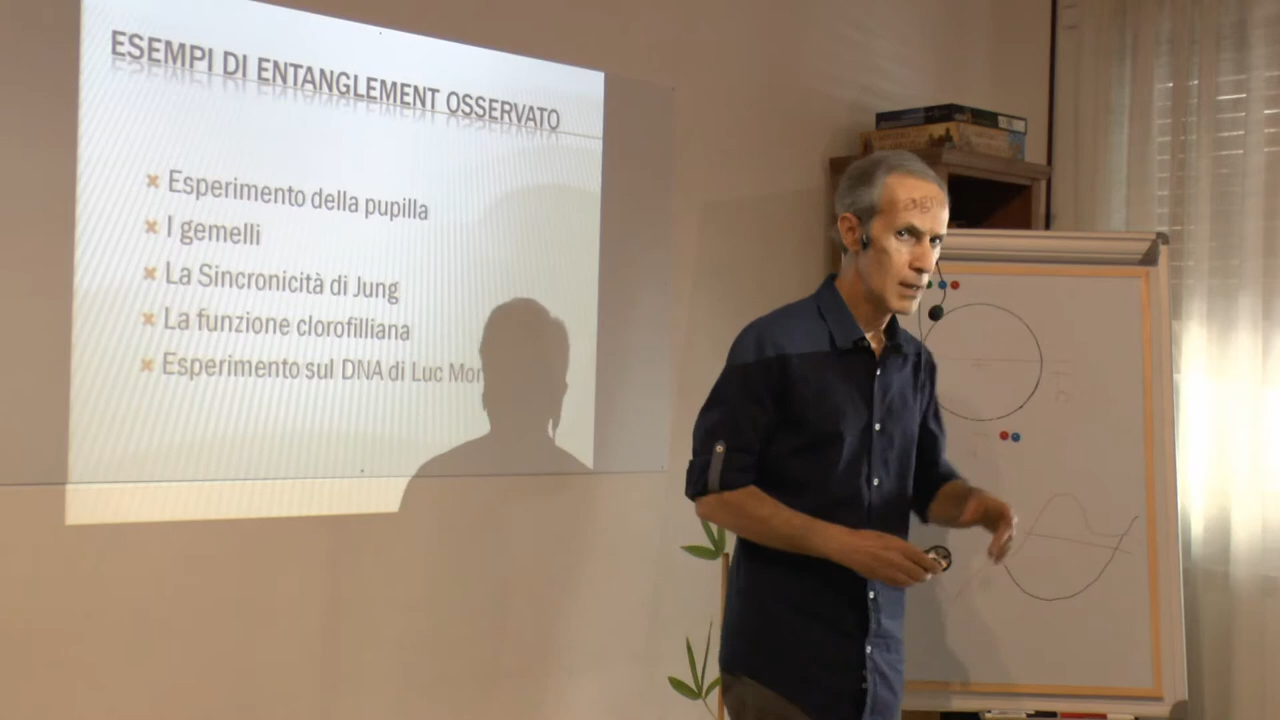 ESEMPI DI ENTANGLEMENT OSSERVATO
Esperimento della pupilla
I gemelli
La Sincronicità di Jung
La funzione clorofilliana
Esperimento sul DNA di Luc Mon